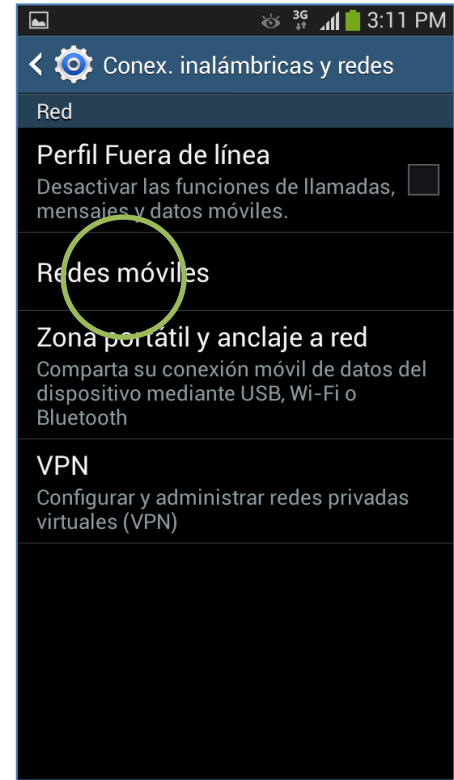 3G 3:11 PM
Conex. inalámbricas y redes
Red
Perfil Fuera de línea
Desactivar las funciones de llamadas,
mensajes y datos móviles.
Redes móviles
Zona portátil y anclaje a red
Comparta su conexión móvil de datos del
dispositivo mediante USB, Wi-Fi o
Bluetooth
VPN
Configurar y administrar redes privadas
virtuales (VPN)